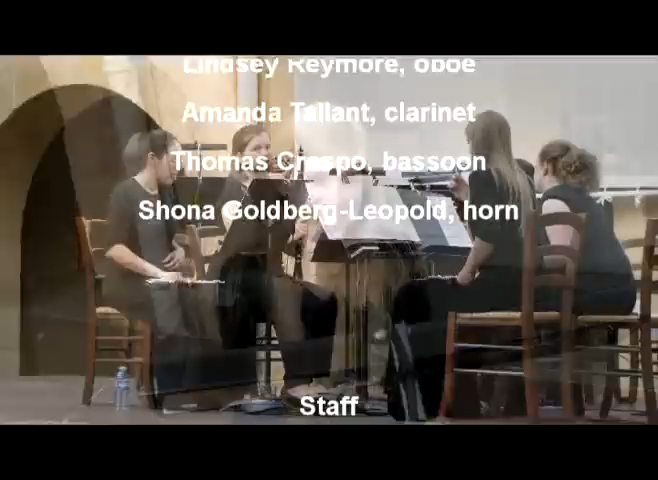 Lindsey Reymore, oboe
Amanda Tallant, clarinet
Thomas Crespo, bassoon
Shona Goldberg-Leopold, horn
Staff